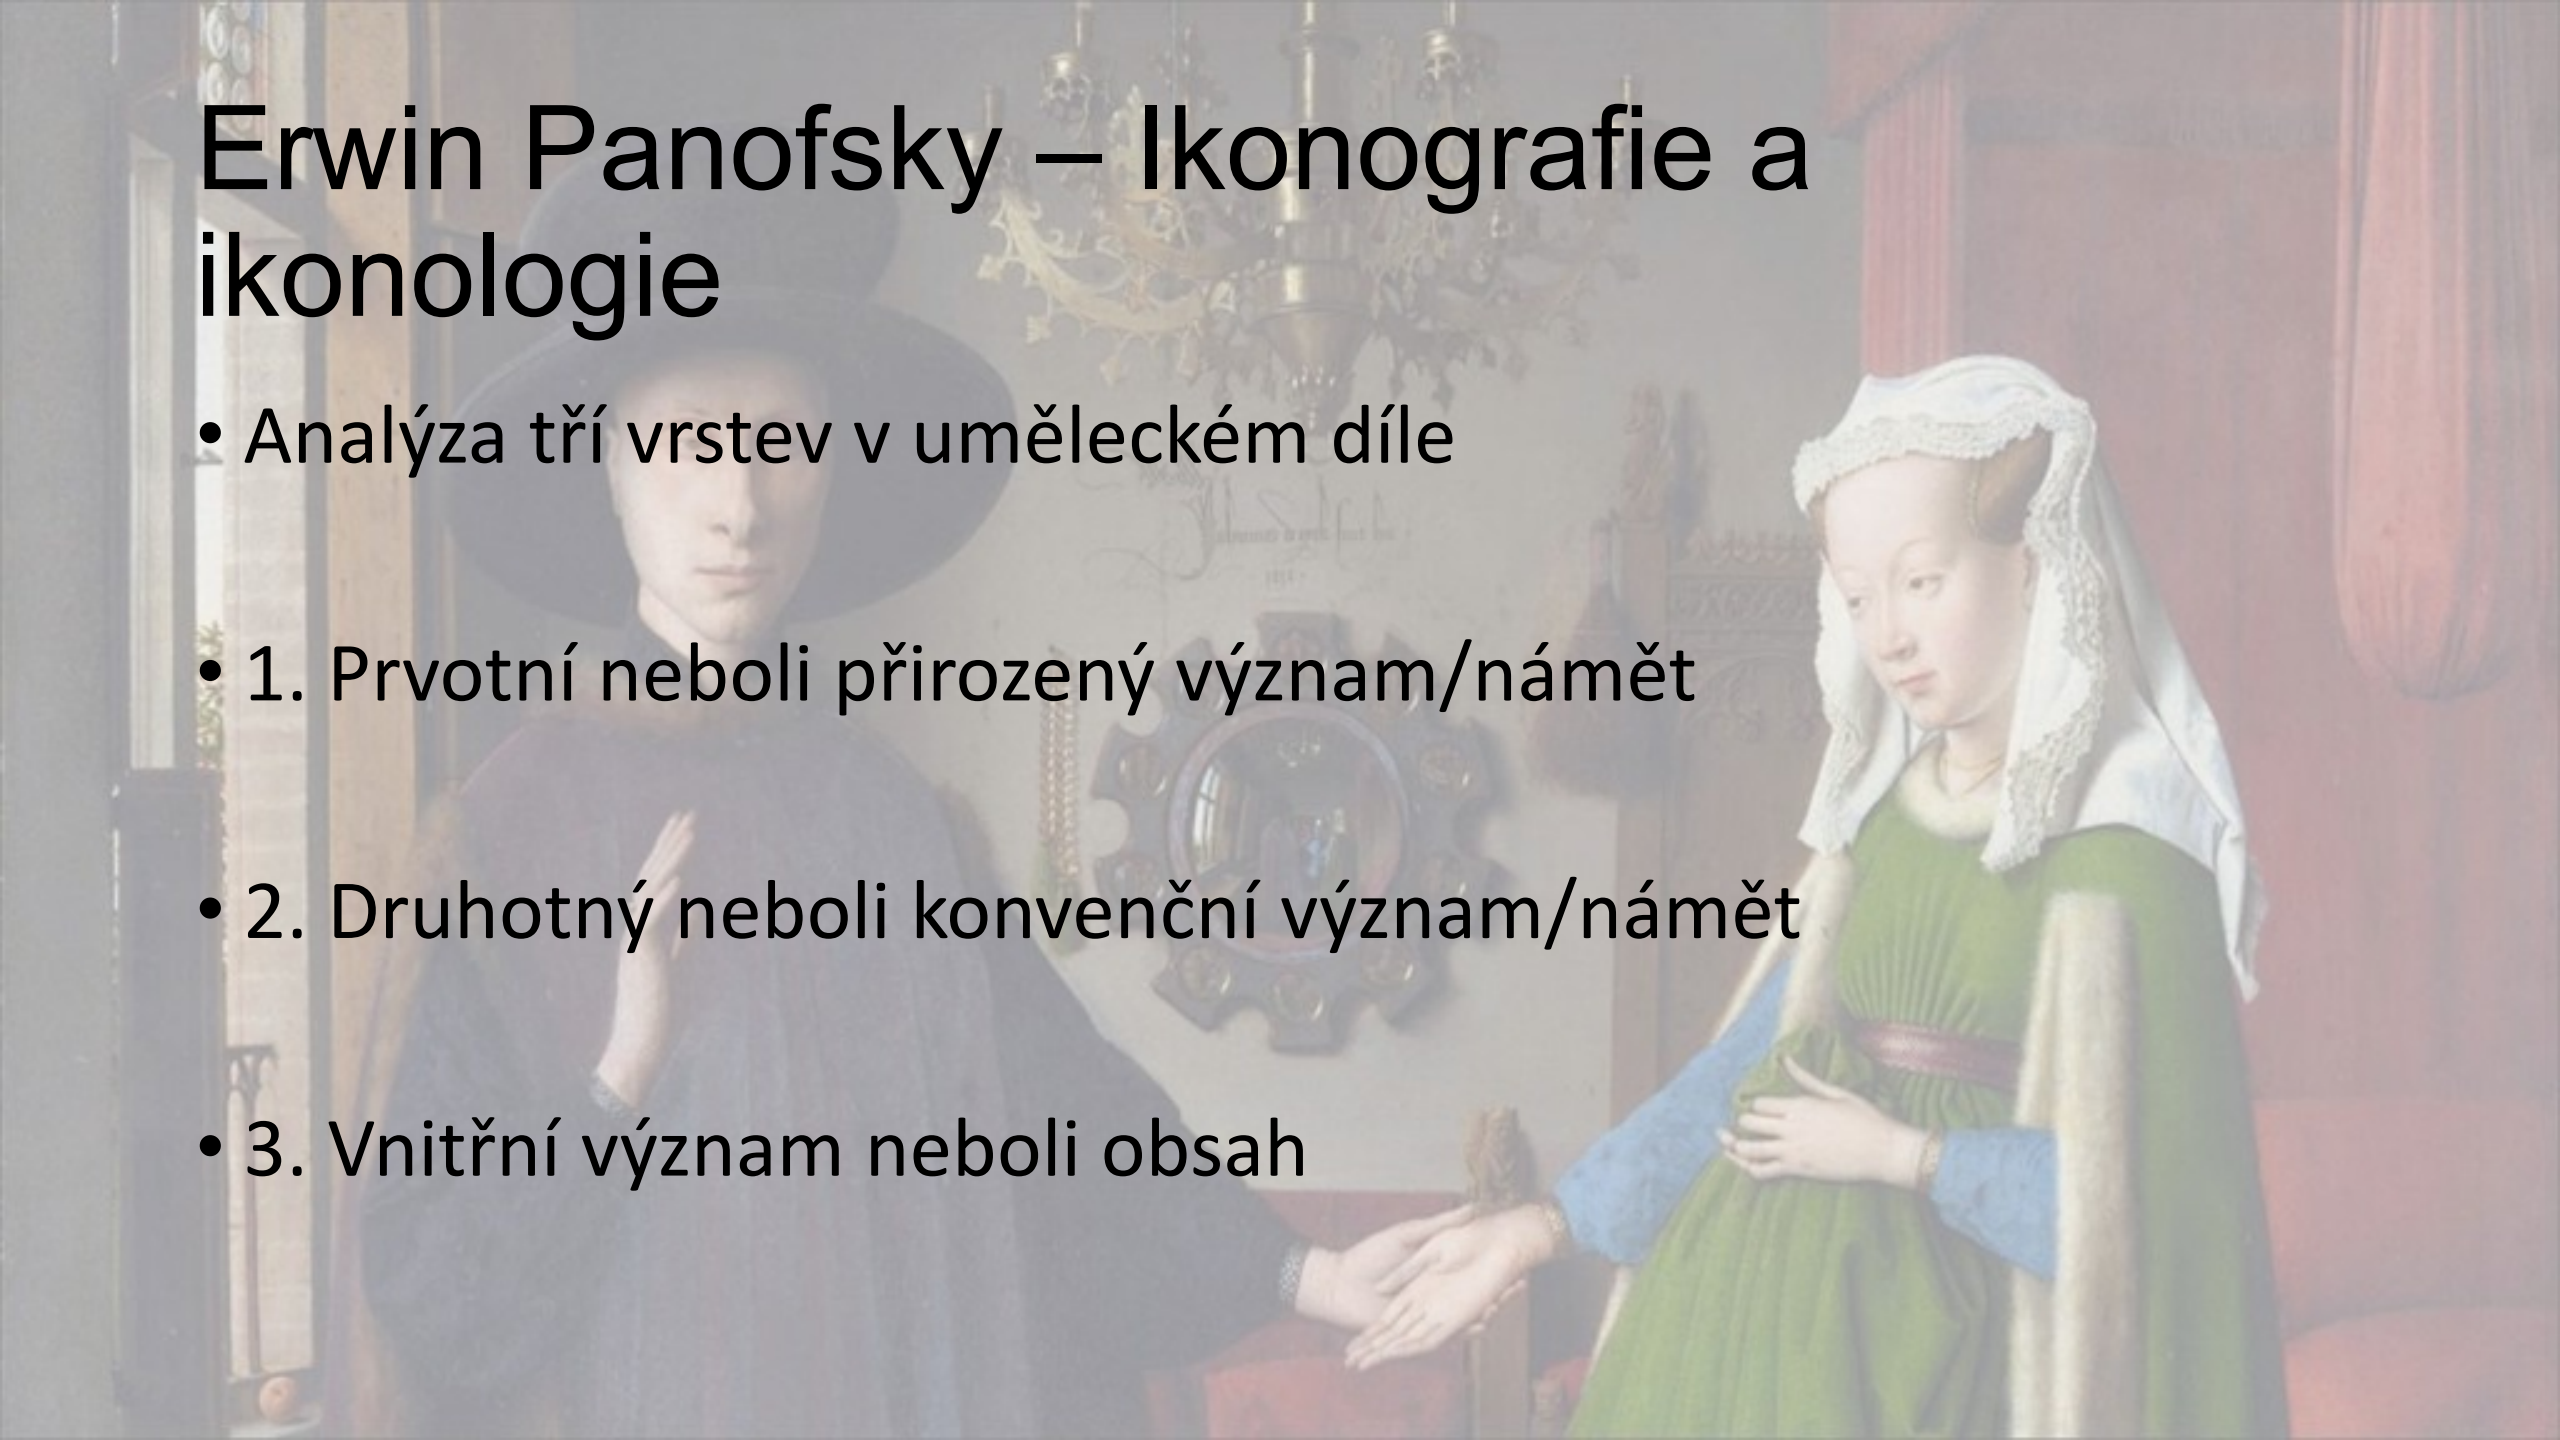 Erwin Panofsky – Ikonografie a
ikonologie
• Analýza tří vrstev v uměleckém díle
• 1. Prvotní neboli přirozený význam/námět
• 2. Druhotný neboli konvenční význam/námět
• 3. Vnitřní význam neboli obsah